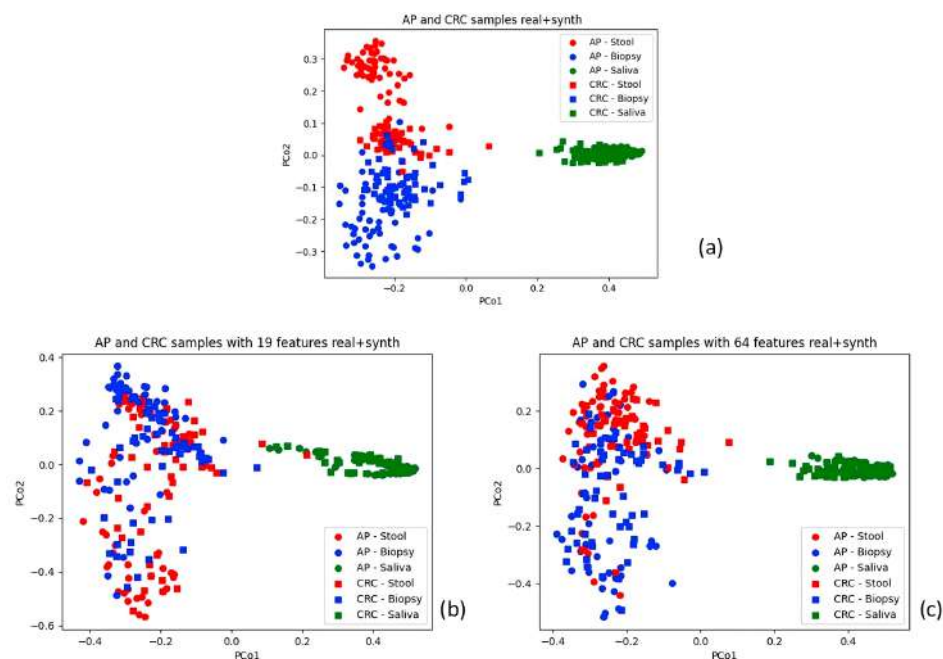 AP and CRC samples real+synth
0.3
0.2
0.1
0.0
−0.1
−0.2
−0.3
PCo2
AP - Stool
AP - Biopsy
AP - Saliva
CRC - Stool
CRC - Biopsy
CRC - Saliva
−0.2
0.0
0.2
0.4
PCo1
(a)
AP and CRC samples with 19 features real+synth
0.4
0.2
0.0
−0.2
−0.4
−0.6
PCo2
AP - Stool
AP - Biopsy
AP - Saliva
CRC - Stool
CRC - Biopsy
CRC - Saliva
−0.4
−0.2
0.0
0.2
0.4
PCo1
(b)
AP and CRC samples with 64 features real+synth
0.2
0.0
−0.2
−0.4
PCo2
AP - Stool
AP - Biopsy
AP - Saliva
CRC - Stool
CRC - Biopsy
CRC - Saliva
−0.4
−0.2
0.0
0.2
0.4
PCo1
(c)